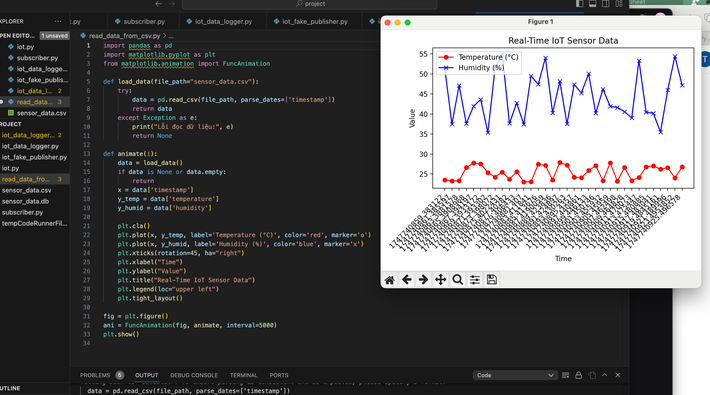 project
EXPLORER
.py
subscriber.py
iot_data_logger.py
iot_fake_publisher.py
OPEN EDITO... 1 unsaved
iot.py
subscriber.py
iot_data_logge...
iot_fake_publis...
iot_data_l... 2
read_data... 3
sensor_data.csv
PROJECT
iot_data_logger... 2
iot_data_logger.py
iot_fake_publisher.py
iot.py
read_data_fro... 3
sensor_data.csv
sensor_data.db
subscriber.py
tempCodeRunnerFil...
OUTLINE
read_data_from_csv.py > ...
1 import pandas as pd
2 import matplotlib.pyplot as plt
3 from matplotlib.animation import FuncAnimation
4
5 def load_data(file_path="sensor_data.csv"):
6 try:
7 data = pd.read_csv(file_path, parse_dates=['timestamp'])
8 return data
9 except Exception as e:
10 print("Lỗi đọc dữ liệu:", e)
11 return None
12
13 def animate(i):
14 data = load_data()
15 if data is None or data.empty:
16 return
17 x = data['timestamp']
18 y_temp = data['temperature']
19 y_humid = data['humidity']
20
21 plt.cla()
22 plt.plot(x, y_temp, label='Temperature (°C)', color='red', marker='o')
23 plt.plot(x, y_humid, label='Humidity (%)', color='blue', marker='x')
24 plt.xticks(rotation=45, ha="right")
25 plt.xlabel("Time")
26 plt.ylabel("Value")
27 plt.title("Real-Time IoT Sensor Data")
28 plt.legend(loc="upper left")
29 plt.tight_layout()
30
31 fig = plt.figure()
32 ani = FuncAnimation(fig, animate, interval=5000)
33 plt.show()
34
PROBLEMS 5 OUTPUT DEBUG CONSOLE TERMINAL PORTS
Code
data = pd.read_csv(file_path, parse_dates=['timestamp'])
Figure 1
Real-Time IoT Sensor Data
Temperature (°C)
Humidity (%)
55
50
45
40
35
30
25
Value
Time